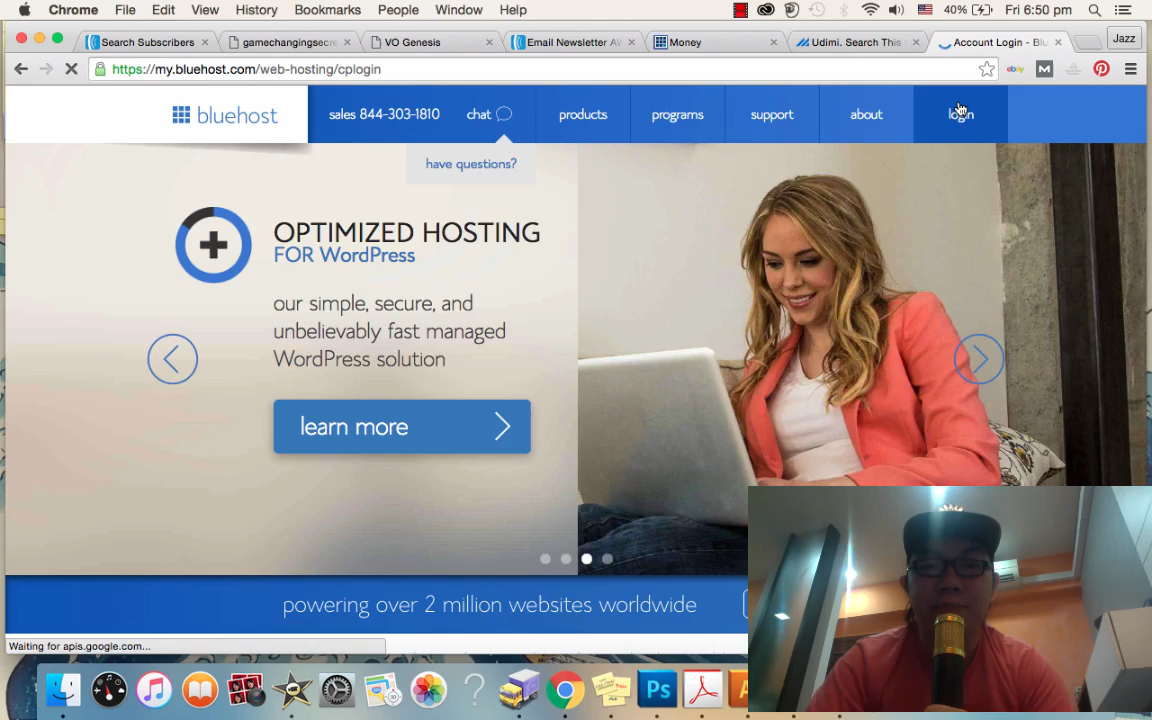 Chrome File Edit View History Bookmarks People Window Help 40% Fri 6:50 pm
Search Subscribers gamechangingsecre VO Genesis Email Newsletter AW Money Udimi. Search This Account Login - Blu Jazz
https://my.bluehost.com/web-hosting/cplogin ebay M
bluehost sales 844-303-1810 chat products programs support about login
have questions?
OPTIMIZED HOSTING
FOR WordPress
our simple, secure, and
unbelievably fast managed
WordPress solution
learn more
powering over 2 million websites worldwide
Waiting for apis.google.com...
Ps